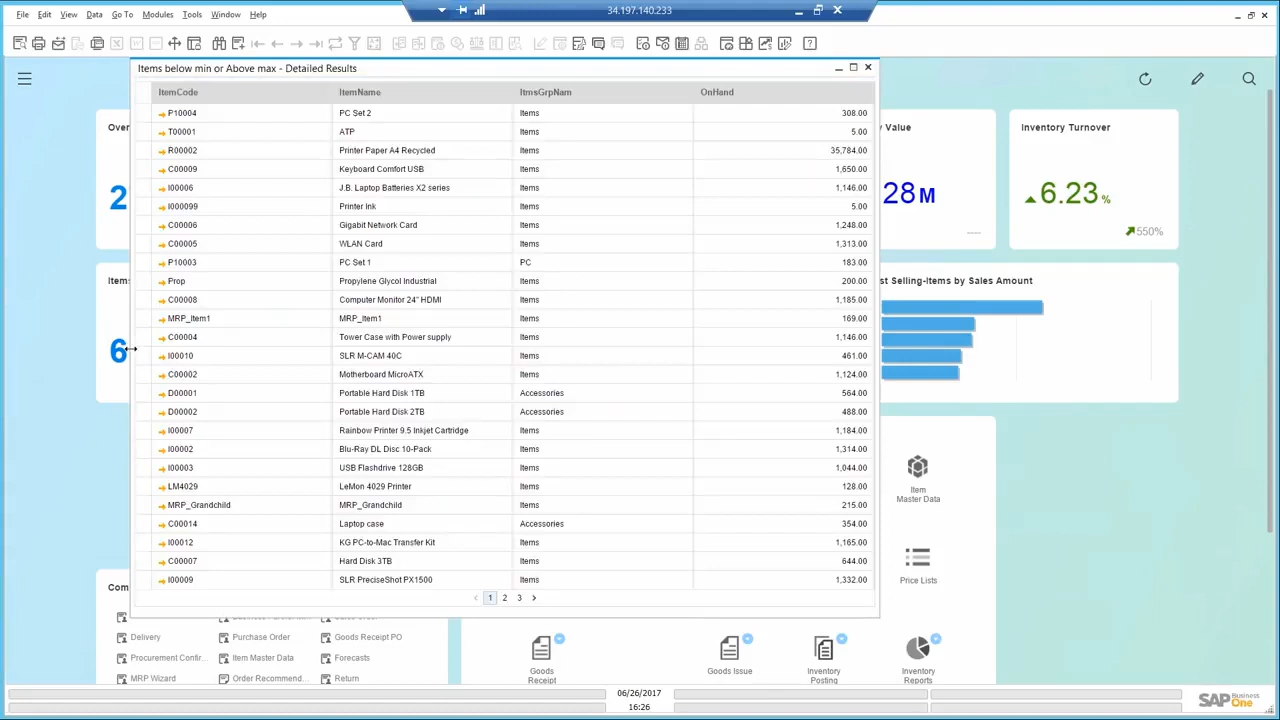 File Edit View Data Go To Modules Tools Window Help
34.197.140.233
Items below min or Above max - Detailed Results
ItemCode ItemName ItmsGrpNam OnHand
P10004 PC Set 2 Items 308.00
T00001 ATP Items 5.00
R00002 Printer Paper A4 Recycled Items 35,784.00
C00009 Keyboard Comfort USB Items 1,650.00
I00006 J.B. Laptop Batteries X2 series Items 1,146.00
I000099 Printer Ink Items 5.00
C00006 Gigabit Network Card Items 1,248.00
C00005 WLAN Card Items 1,313.00
P10003 PC Set 1 PC 183.00
Prop Propylene Glycol Industrial Items 200.00
C00008 Computer Monitor 24" HDMI Items 1,185.00
MRP_Item1 MRP_Item1 Items 169.00
C00004 Tower Case with Power supply Items 1,146.00
I00010 SLR M-CAM 40C Items 461.00
C00002 Motherboard MicroATX Items 1,124.00
D00001 Portable Hard Disk 1TB Accessories 564.00
D00002 Portable Hard Disk 2TB Accessories 488.00
I00007 Rainbow Printer 9.5 Inkjet Cartridge Items 1,184.00
I00002 Blu-Ray DL Disc 10-Pack Items 1,314.00
I00003 USB Flashdrive 128GB Items 1,044.00
LM4029 LeMon 4029 Printer Items 128.00
MRP_Grandchild MRP_Grandchild Items 215.00
C00014 Laptop case Accessories 354.00
I00012 KG PC-to-Mac Transfer Kit Items 1,165.00
C00007 Hard Disk 3TB Items 644.00
I00009 SLR PreciseShot PX1500 Items 1,332.00
1 2 3
Over
2
Items
6
Com
y Value
28 M
----
Inventory Turnover
6.23 %
550%
st Selling-Items by Sales Amount
Item
Master Data
Price Lists
Delivery Purchase Order Goods Receipt PO
Procurement Confir... Item Master Data Forecasts
MRP Wizard Order Recommend... Return
Goods
Receipt
Goods Issue
Inventory
Posting
Inventory
Reports
06/26/2017
16:26
SAP Business One